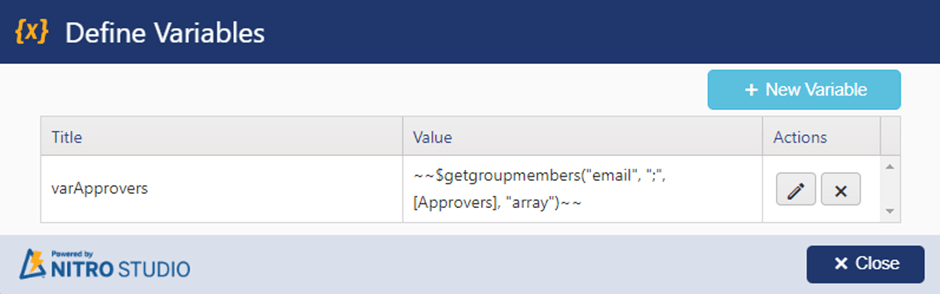 {x} Define Variables
+ New Variable
Title Value Actions
varApprovers
~~$getgroupmembers("email", ";",
[Approvers], "array")~~
Powered by
NITRO STUDIO
× Close